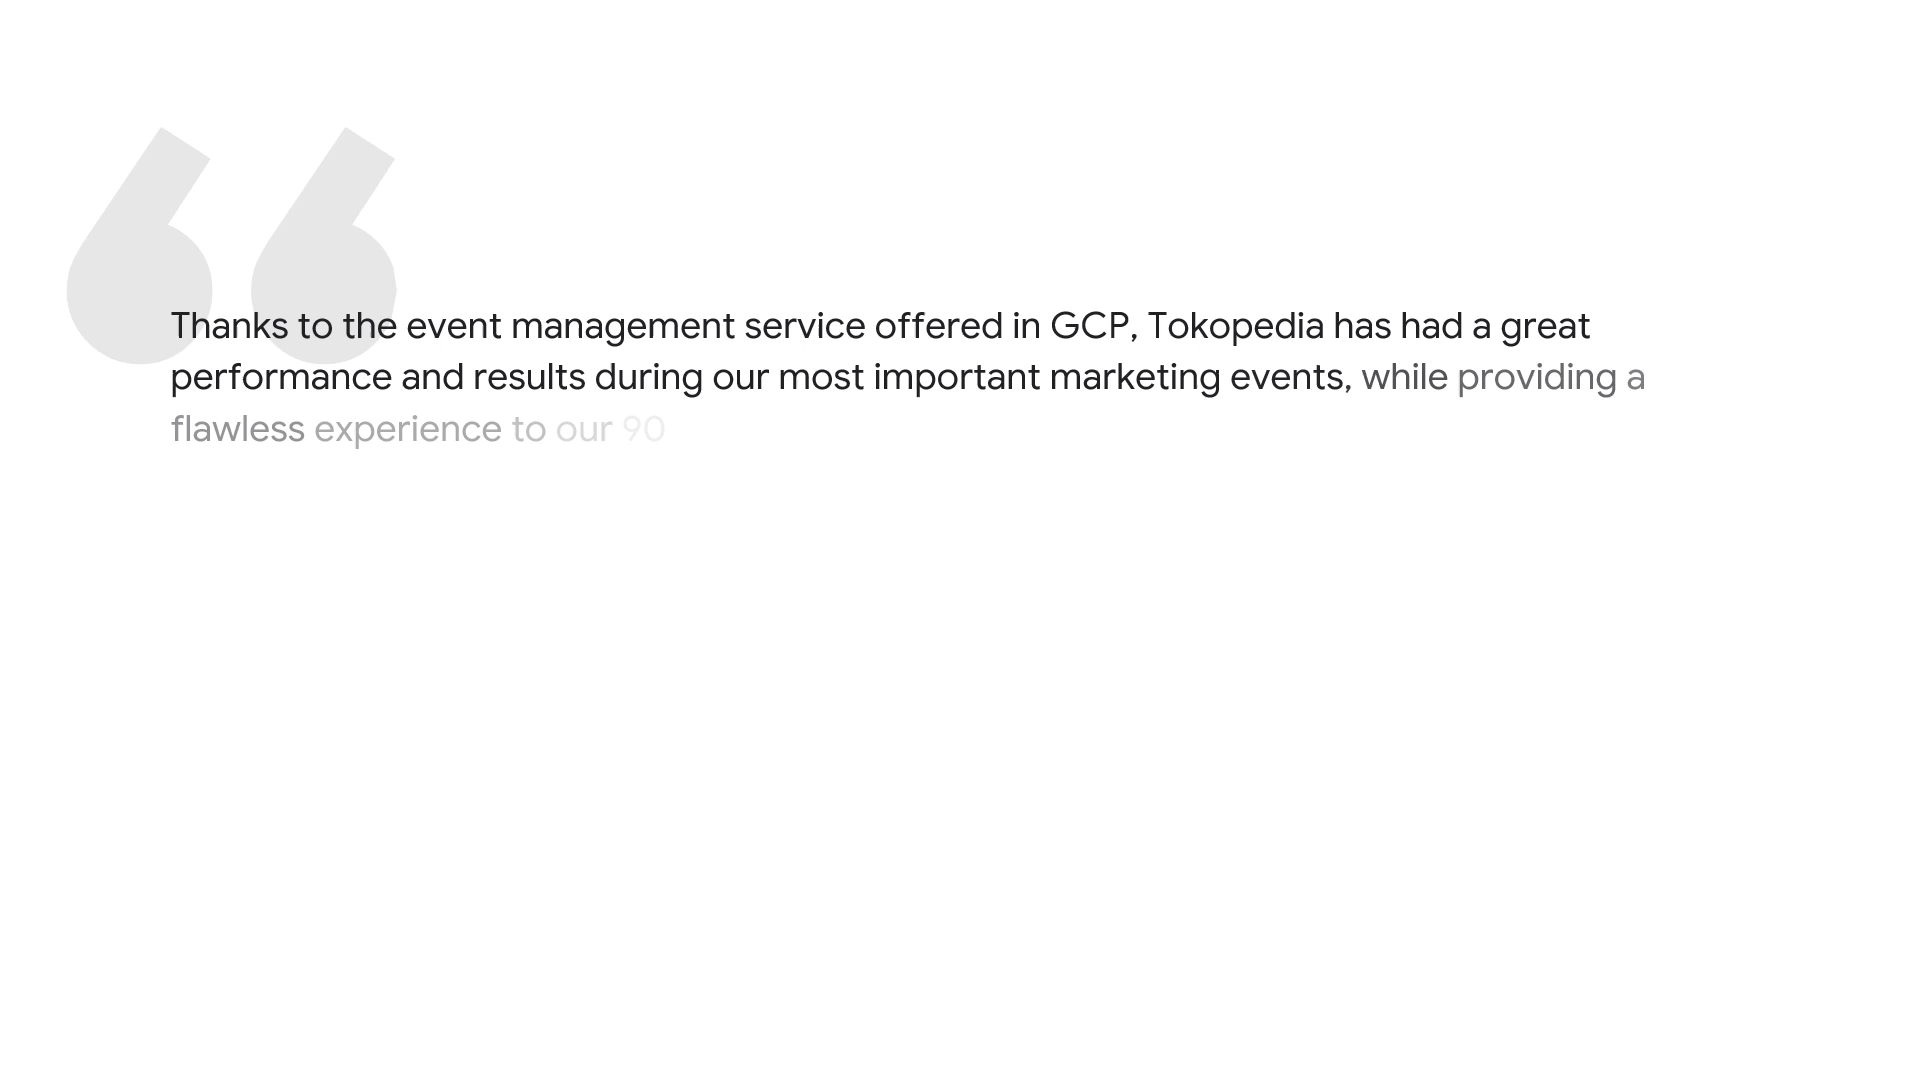 Thanks to the event management service offered in GCP, Tokopedia has had a great
performance and results during our most important marketing events, while providing a
flawless experience to our 90